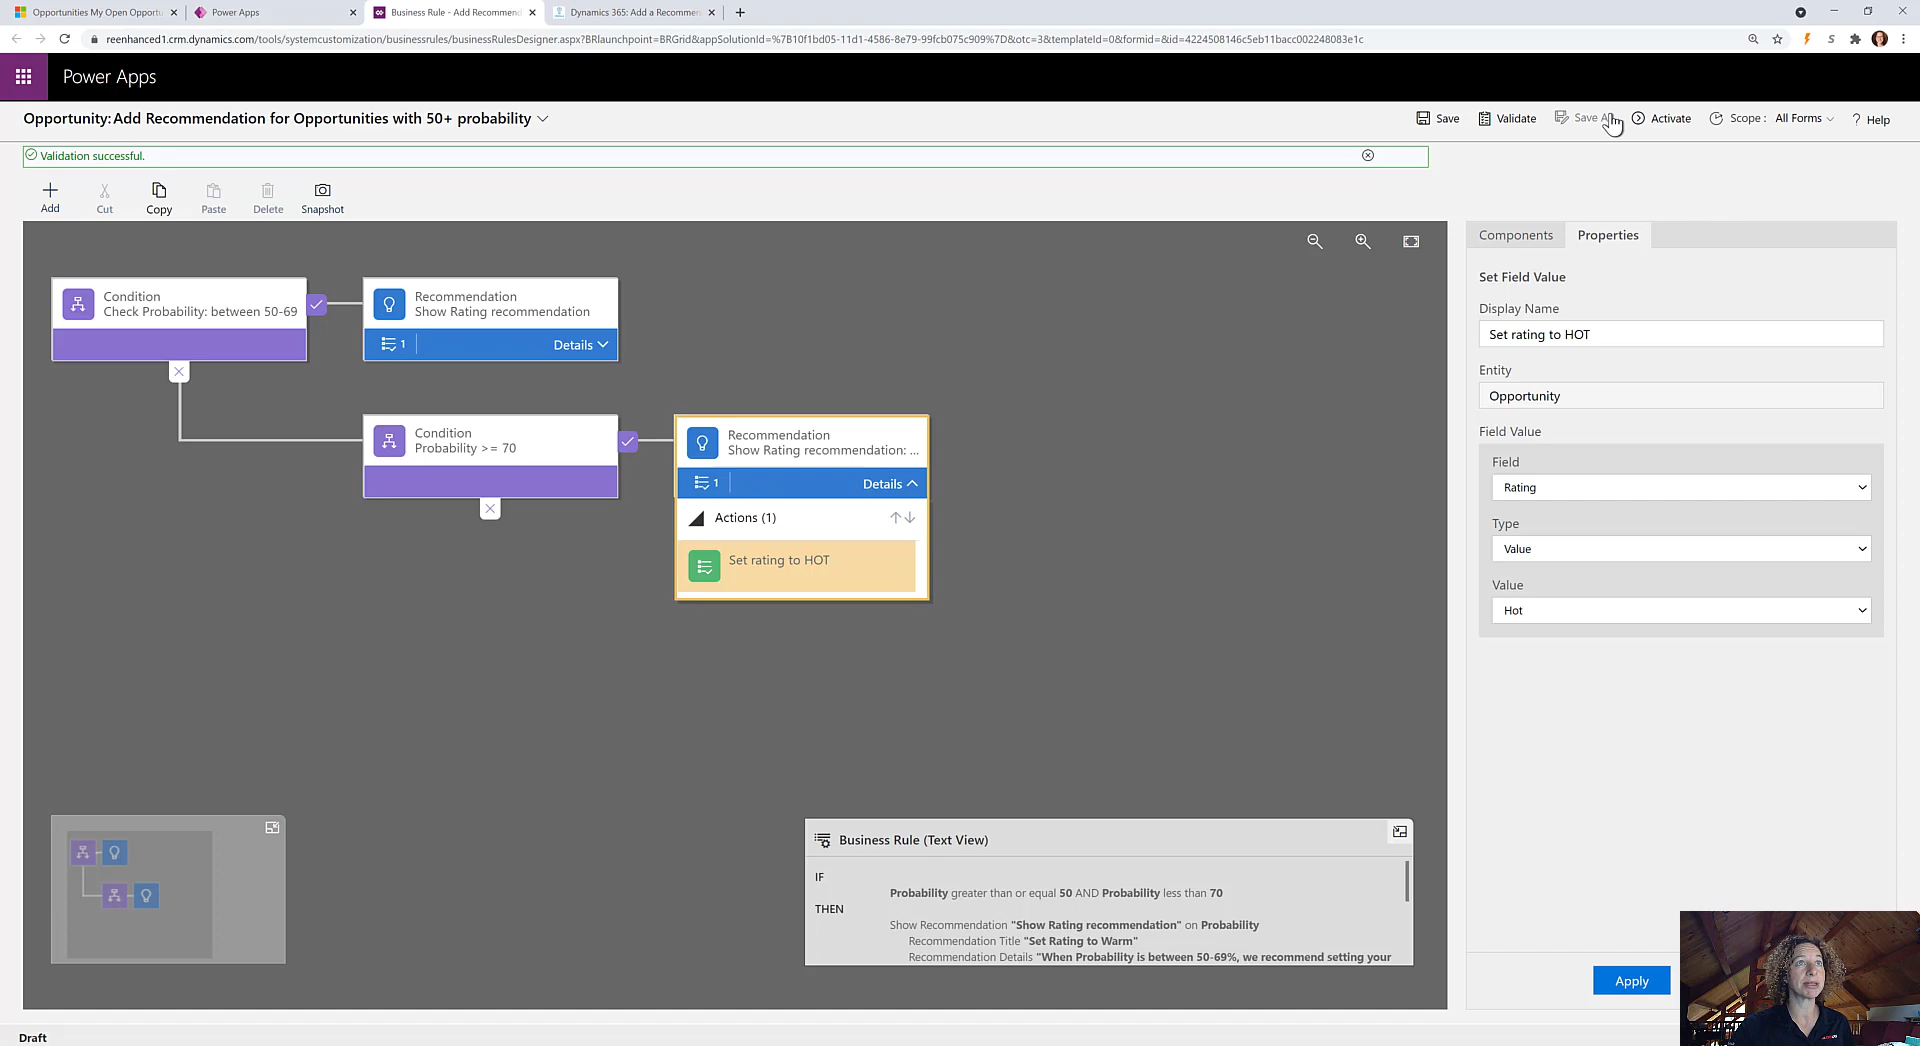 Opportunities My Open Opportu
Power Apps
Business Rule - Add Recommend
Dynamics 365: Add a Recommen
reenhanced1.crm.dynamics.com/tools/systemcustomization/businessrules/businessRulesDesigner.aspx?BRlaunchpoint=BRGrid&appSolutionId=%7B10f1bd05-11d1-4586-8e79-99fcb075c909%7D&otc=3&templateId=0&formid=&id=4224508146c5eb11bacc002248083e1c
Power Apps
Opportunity: Add Recommendation for Opportunities with 50+ probability
Save
Validate
Save A
Activate
Scope :
All Forms
? Help
Validation successful.
Add
Cut
Copy
Paste
Delete
Snapshot
Condition
Check Probability: between 50-69
Recommendation
Show Rating recommendation
1
Details
Condition
Probability >= 70
Recommendation
Show Rating recommendation: ...
1
Details
Actions (1)
Set rating to HOT
Business Rule (Text View)
IF
Probability greater than or equal 50 AND Probability less than 70
THEN
Show Recommendation "Show Rating recommendation" on Probability
Recommendation Title "Set Rating to Warm"
Recommendation Details "When Probability is between 50-69%, we recommend setting your
Components
Properties
Set Field Value
Display Name
Set rating to HOT
Entity
Opportunity
Field Value
Field
Rating
Type
Value
Value
Hot
Apply
Draft